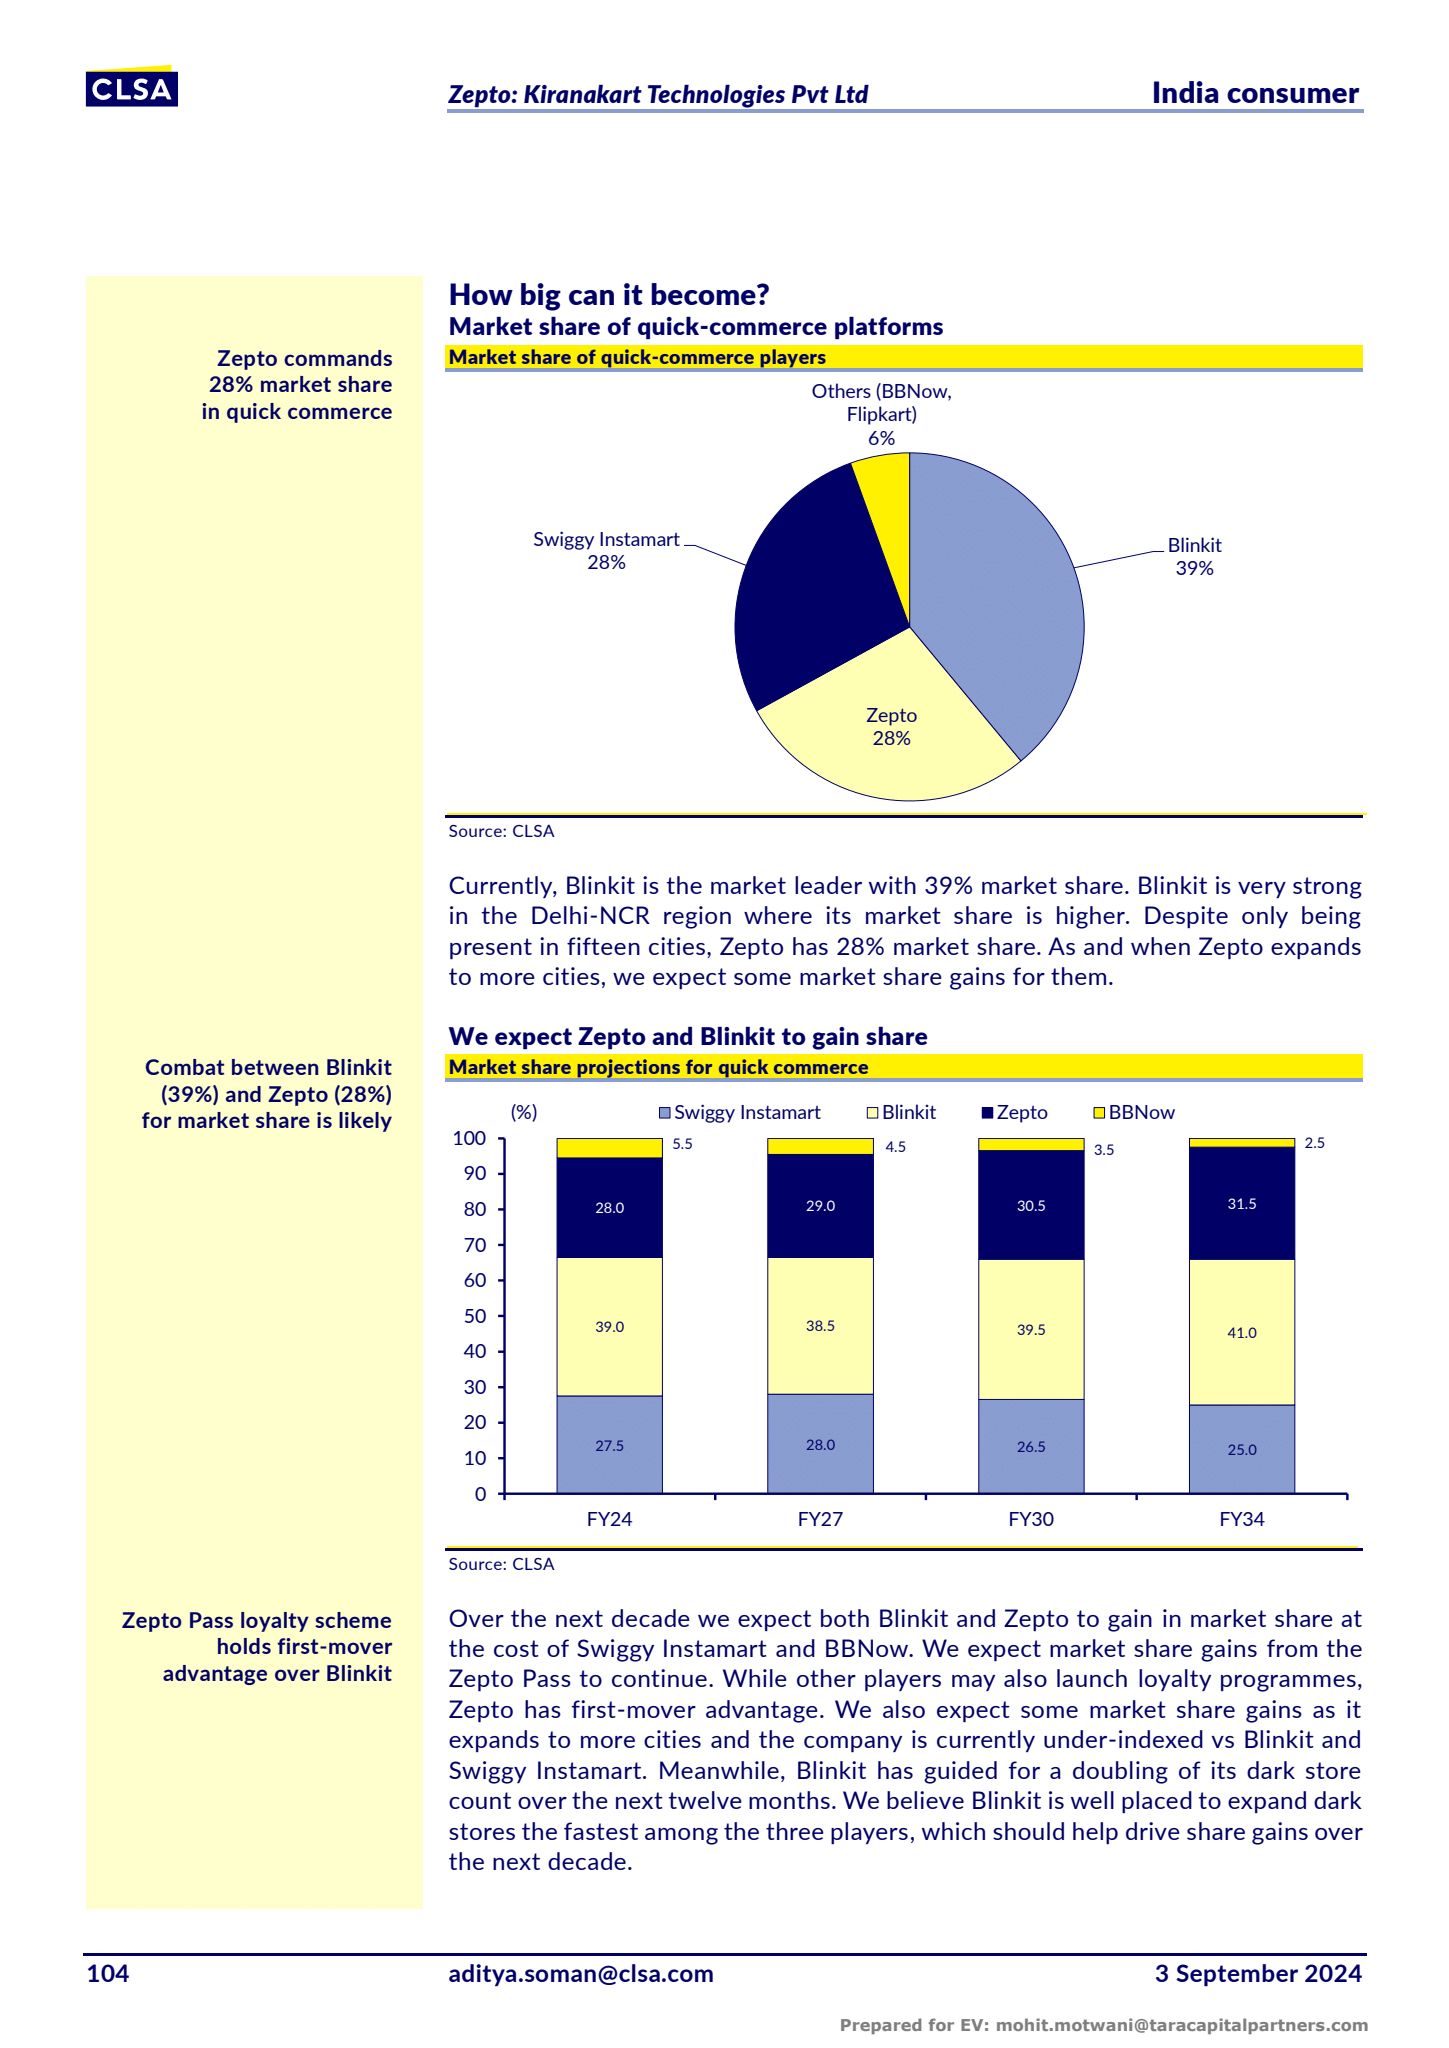 CLSA
Zepto: Kiranakart Technologies Pvt Ltd
India consumer
Zepto commands
28% market share
in quick commerce
How big can it become?
Market share of quick-commerce platforms
Market share of quick-commerce players
Others (BBNow,
Flipkart)
6%
Swiggy Instamart
28%
Blinkit
39%
Zepto
28%
Source: CLSA
Currently, Blinkit is the market leader with 39% market share. Blinkit is very strong
in the Delhi-NCR region where its market share is higher. Despite only being
present in fifteen cities, Zepto has 28% market share. As and when Zepto expands
to more cities, we expect some market share gains for them.
Combat between Blinkit
(39%) and Zepto (28%)
for market share is likely
We expect Zepto and Blinkit to gain share
Market share projections for quick commerce
(%)
Swiggy Instamart
Blinkit
Zepto
BBNow
100
90
80
70
60
50
40
30
20
10
0
5.5
4.5
3.5
2.5
28.0
29.0
30.5
31.5
39.0
38.5
39.5
41.0
27.5
28.0
26.5
25.0
FY24
FY27
FY30
FY34
Source: CLSA
Zepto Pass loyalty scheme
holds first-mover
advantage over Blinkit
Over the next decade we expect both Blinkit and Zepto to gain in market share at
the cost of Swiggy Instamart and BBNow. We expect market share gains from the
Zepto Pass to continue. While other players may also launch loyalty programmes,
Zepto has first-mover advantage. We also expect some market share gains as it
expands to more cities and the company is currently under-indexed vs Blinkit and
Swiggy Instamart. Meanwhile, Blinkit has guided for a doubling of its dark store
count over the next twelve months. We believe Blinkit is well placed to expand dark
stores the fastest among the three players, which should help drive share gains over
the next decade.
104
aditya.soman@clsa.com
3 September 2024
Prepared for EV: mohit.motwani@taracapitalpartners.com